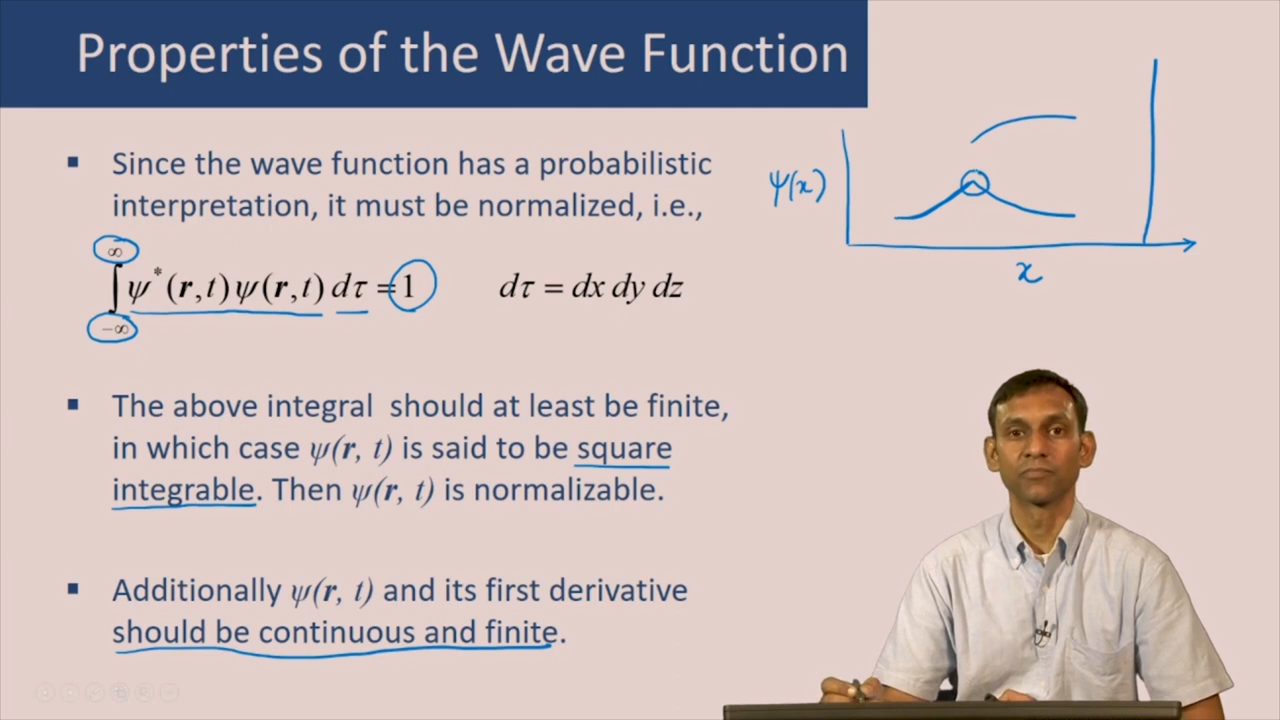 Properties of the Wave Function
▪ Since the wave function has a probabilistic
interpretation, it must be normalized, i.e.,
∫_{-∞}^{∞} ψ*(r,t) ψ(r,t) dτ = 1
dτ = dx dy dz
▪ The above integral should at least be finite,
in which case ψ(r, t) is said to be square
integrable. Then ψ(r, t) is normalizable.
▪ Additionally ψ(r, t) and its first derivative
should be continuous and finite.
ψ(x)
x